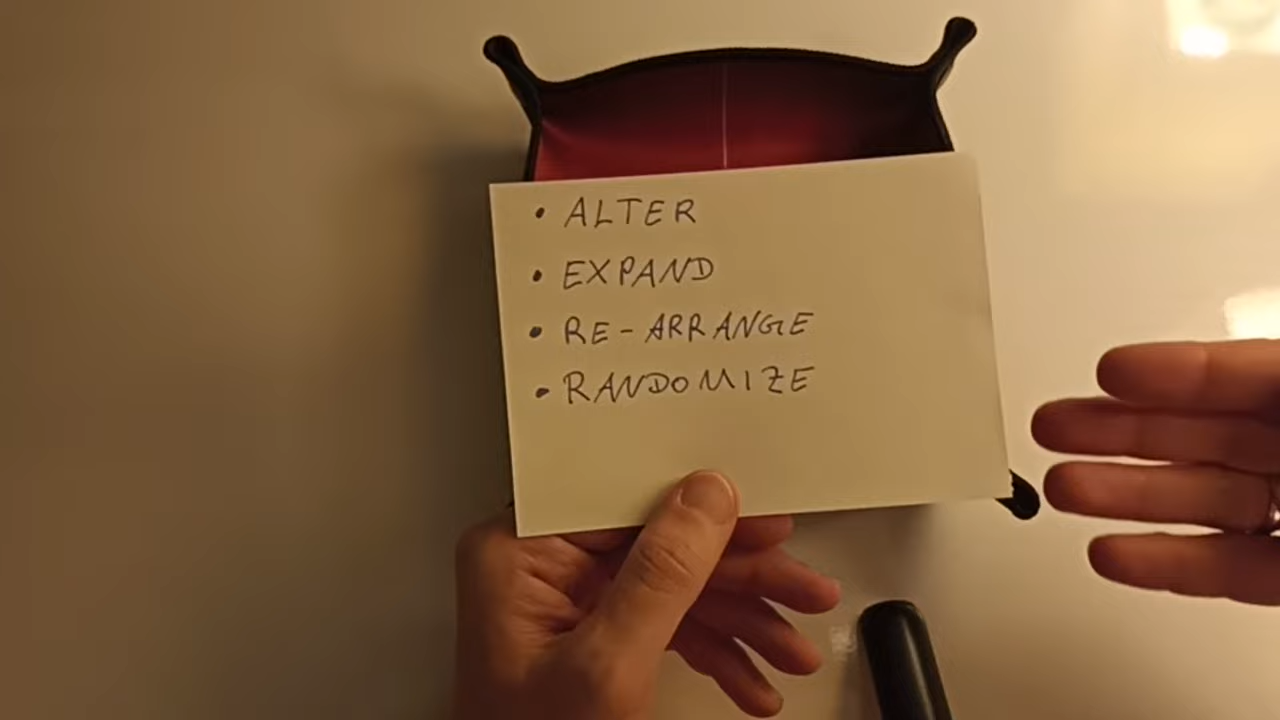 • ALTER
• EXPAND
• RE-ARRANGE
• RANDOMIZE